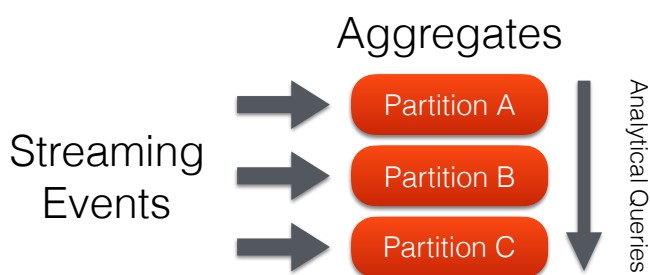 Aggregates
Partition A
Streaming
Events
Partition B
Partition C
Analytical Queries